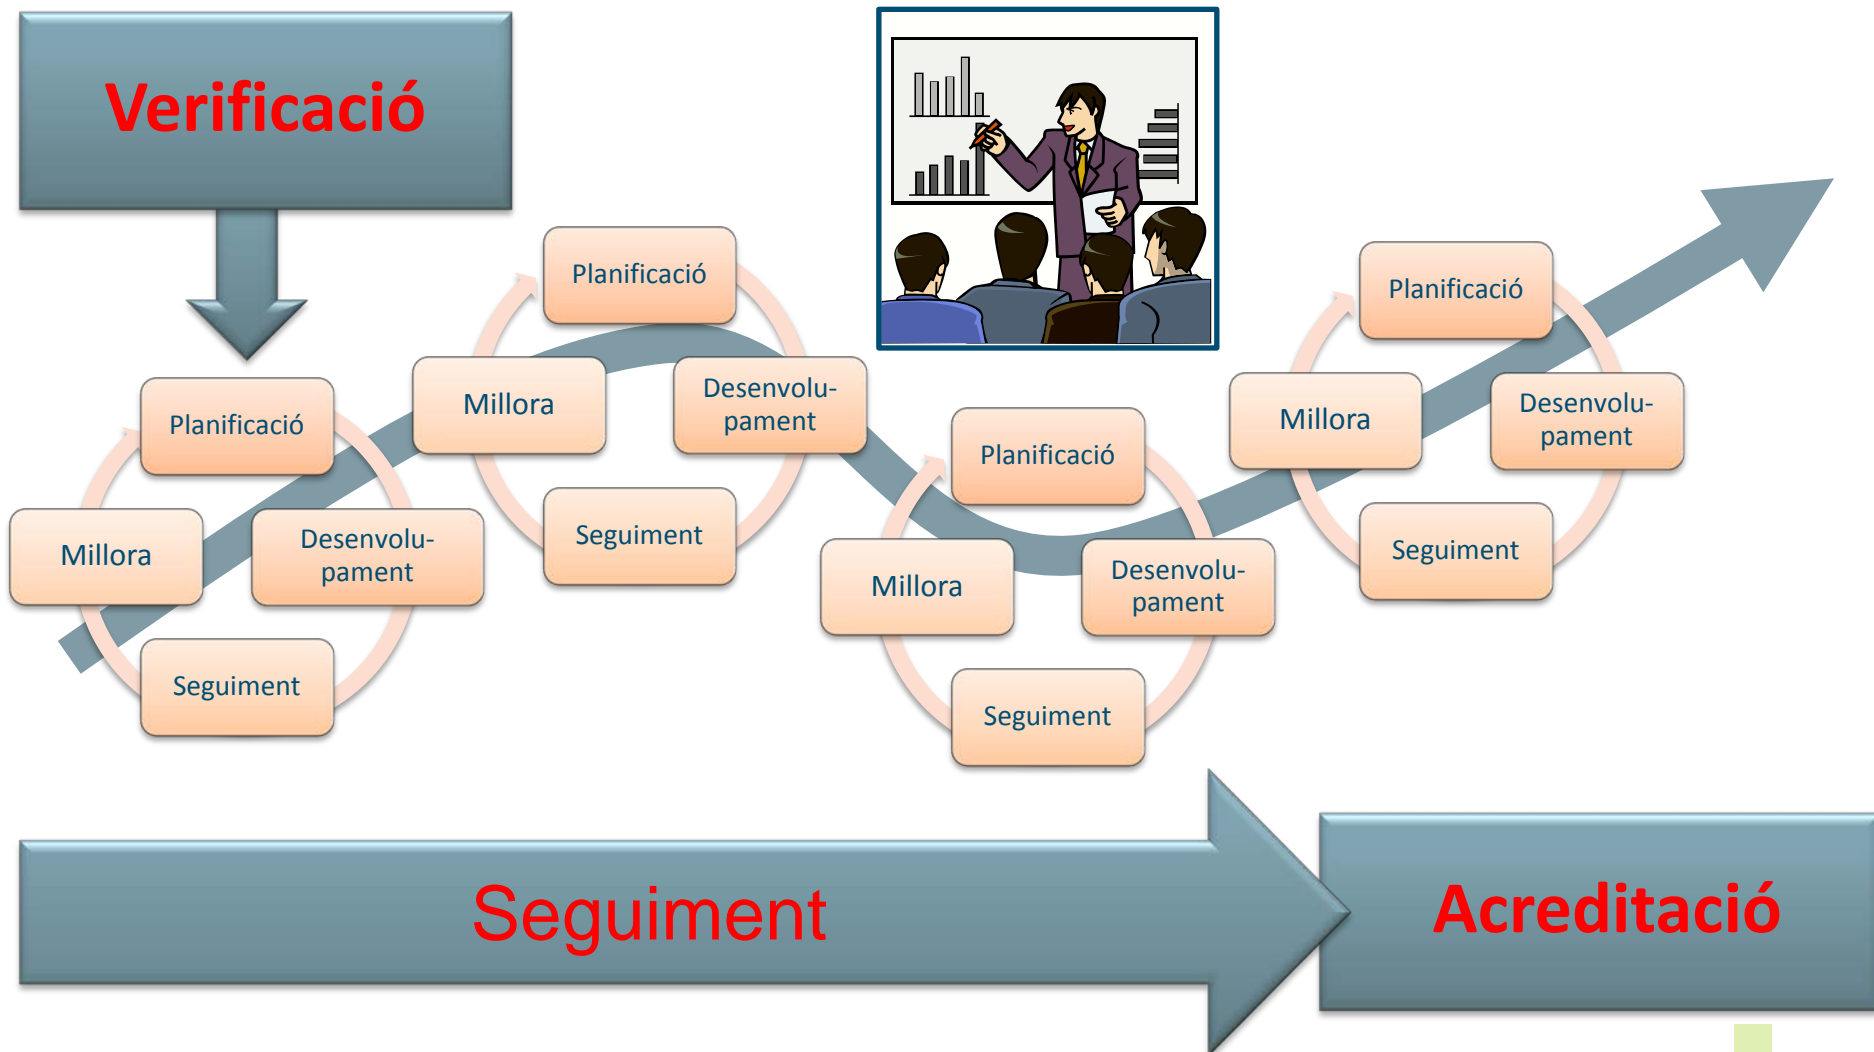 Verificació
Planificació
Desenvolu-
pament
Seguiment
Millora
Planificació
Desenvolu-
pament
Seguiment
Millora
Planificació
Desenvolu-
pament
Seguiment
Millora
Planificació
Desenvolu-
pament
Seguiment
Millora
Seguiment
Acreditació